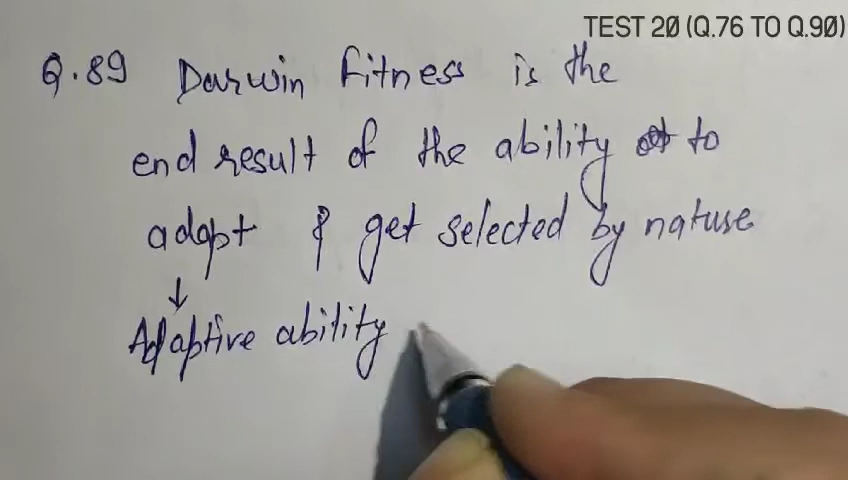 TEST 20 (Q.76 TO Q.90)
Q.89 Darwin Fitness is the
end result of the ability to
adapt & get selected by nature
↓
Adaptive ability